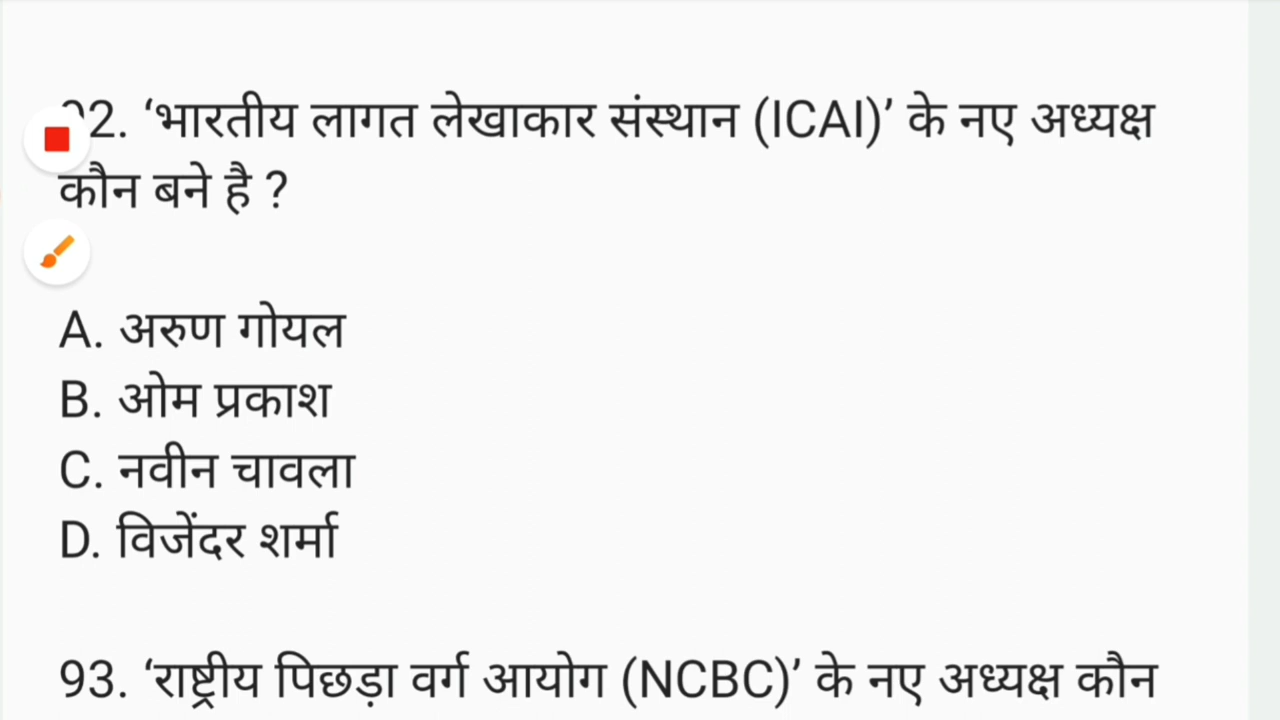 92. ‘भारतीय लागत लेखाकार संस्थान (ICAI)’ के नए अध्यक्ष
कौन बने है ?
A. अरुण गोयल
B. ओम प्रकाश
C. नवीन चावला
D. विजेंदर शर्मा
93. ‘राष्ट्रीय पिछड़ा वर्ग आयोग (NCBC)’ के नए अध्यक्ष कौन